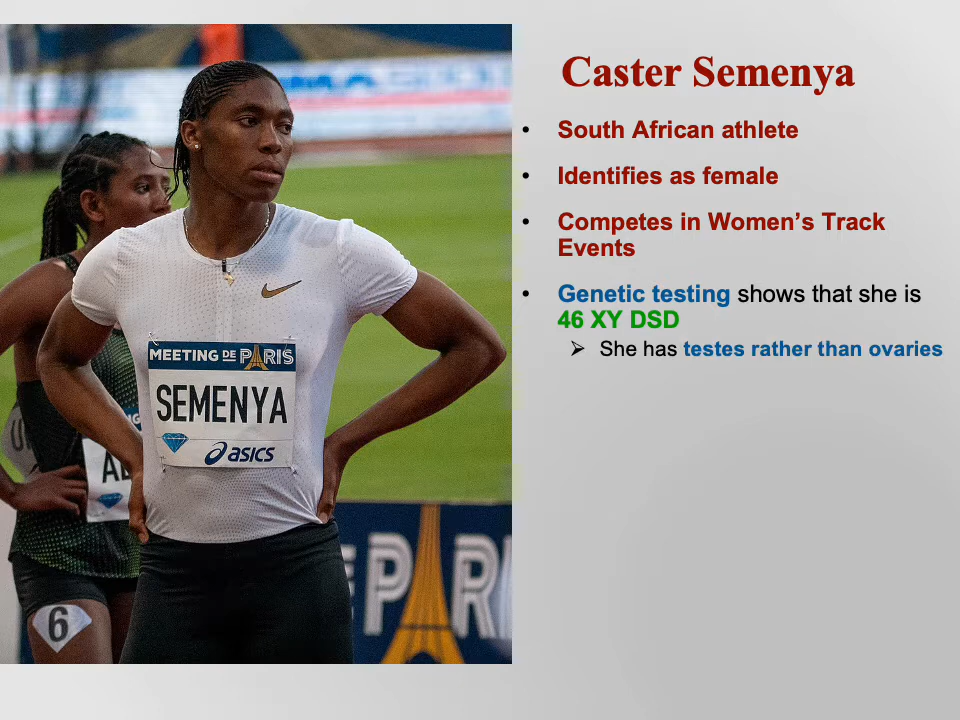 Caster Semenya
• South African athlete
• Identifies as female
• Competes in Women's Track
Events
• Genetic testing shows that she is
46 XY DSD
➢ She has testes rather than ovaries
MEETING DE PARIS
SEMENYA
asics
6